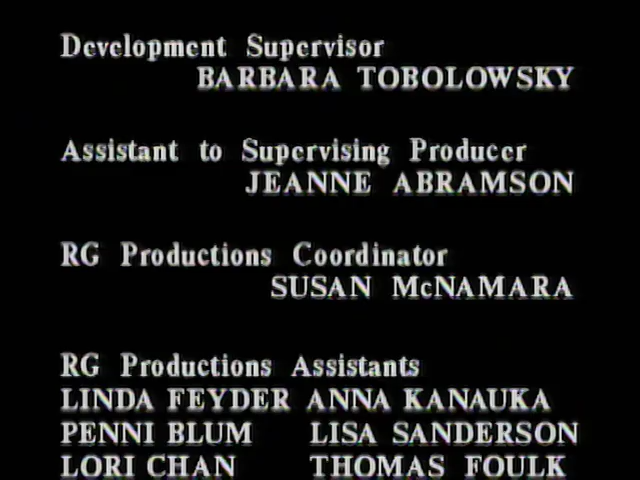 Development Supervisor
BARBARA TOBOLOWSKY
Assistant to Supervising Producer
JEANNE ABRAMSON
RG Productions Coordinator
SUSAN McNAMARA
RG Productions Assistants
LINDA FEYDER ANNA KANAUKA
PENNI BLUM LISA SANDERSON
LORI CHAN THOMAS FOULK